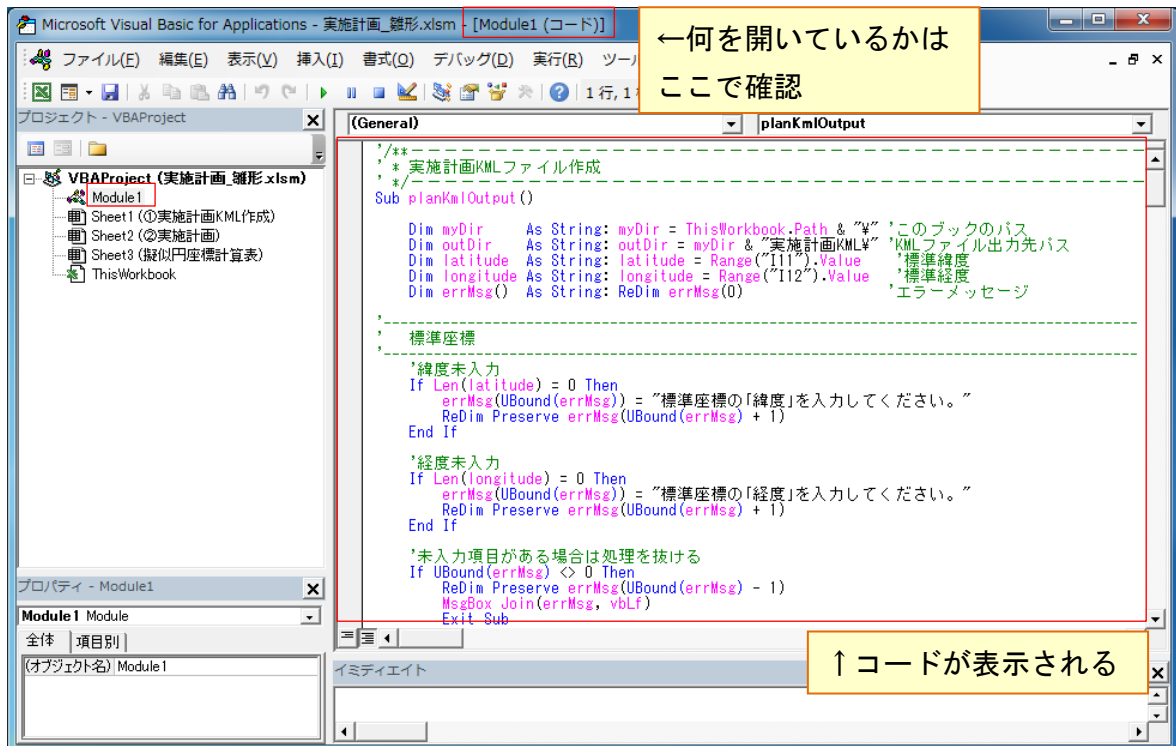 Microsoft Visual Basic for Applications - 実施計画_雛形.xlsm - [Module1 (コード)]
←何を開いているかは
ここで確認
ファイル(F) 編集(E) 表示(V) 挿入(I) 書式(O) デバッグ(D) 実行(R) ツー
1 行, 1
プロジェクト - VBAProject
(General)
planKmlOutput
VBAProject (実施計画_雛形.xlsm)
Module1
Sheet1 (①実施計画KML作成)
Sheet2 (②実施計画)
Sheet3 (擬似円座標計算表)
ThisWorkbook
'/**-----------------------------------------------------------------
' * 実施計画KMLファイル作成
' */-----------------------------------------------------------------
Sub planKmlOutput()
Dim myDir As String: myDir = ThisWorkbook.Path & "¥" 'このブックのパス
Dim outDir As String: outDir = myDir & "実施計画KML¥" 'KMLファイル出力先パス
Dim latitude As String: latitude = Range("I11").Value '標準緯度
Dim longitude As String: longitude = Range("I12").Value '標準経度
Dim errMsg() As String: ReDim errMsg(0) 'エラーメッセージ
'-----------------------------------------------------------------
' 標準座標
'-----------------------------------------------------------------
'緯度未入力
If Len(latitude) = 0 Then
errMsg(UBound(errMsg)) = "標準座標の「緯度」を入力してください。"
ReDim Preserve errMsg(UBound(errMsg) + 1)
End If
'経度未入力
If Len(longitude) = 0 Then
errMsg(UBound(errMsg)) = "標準座標の「経度」を入力してください。"
ReDim Preserve errMsg(UBound(errMsg) + 1)
End If
'未入力項目がある場合は処理を抜ける
If UBound(errMsg) <> 0 Then
ReDim Preserve errMsg(UBound(errMsg) - 1)
MsgBox Join(errMsg, vbLf)
Exit Sub
プロパティ - Module1
Module1 Module
全体 項目別
(オブジェクト名) Module1
イミディエイト
↑コードが表示される